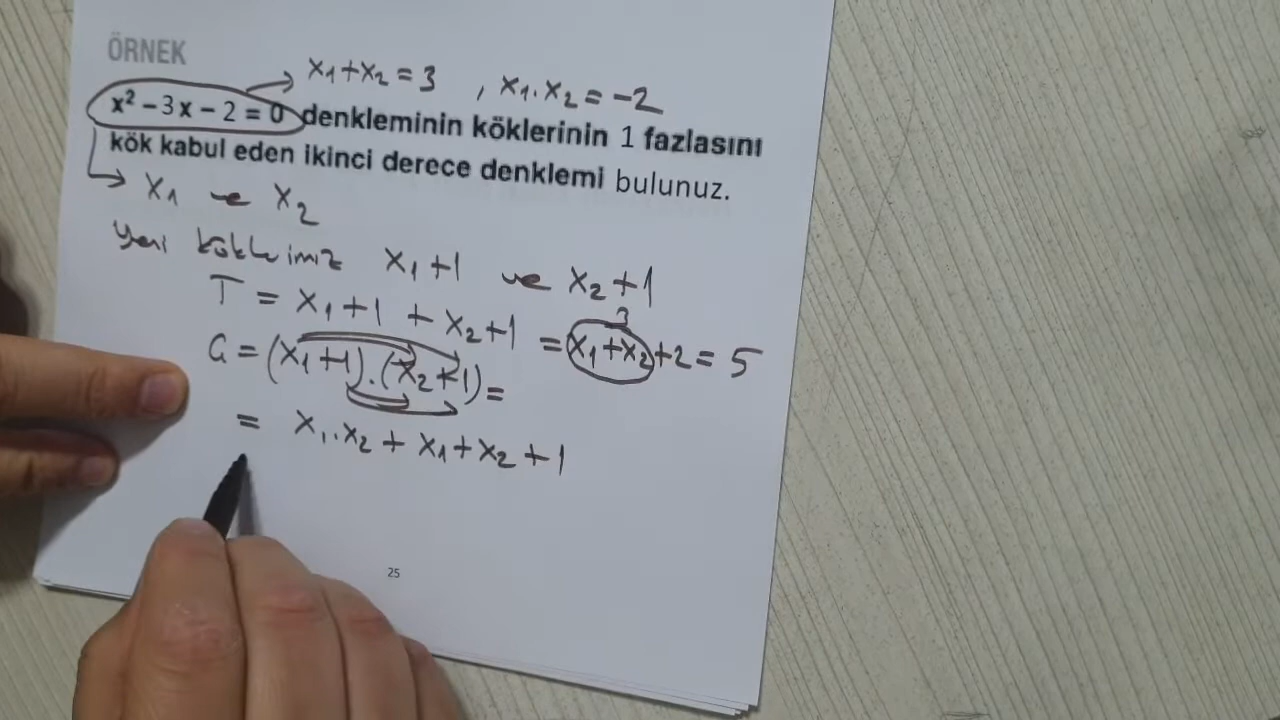 ÖRNEK
x₁+x₂ = 3 , x₁.x₂ = -2
x² - 3x - 2 = 0 denkleminin köklerinin 1 fazlasını
kök kabul eden ikinci derece denklemi bulunuz.
x₁ ve x₂
yeni köklerimiz x₁+1 ve x₂+1
T = x₁+1 + x₂+1 = x₁+x₂+2 = 5
3
G = (x₁+1).(x₂+1) =
= x₁.x₂ + x₁+x₂ +1
25